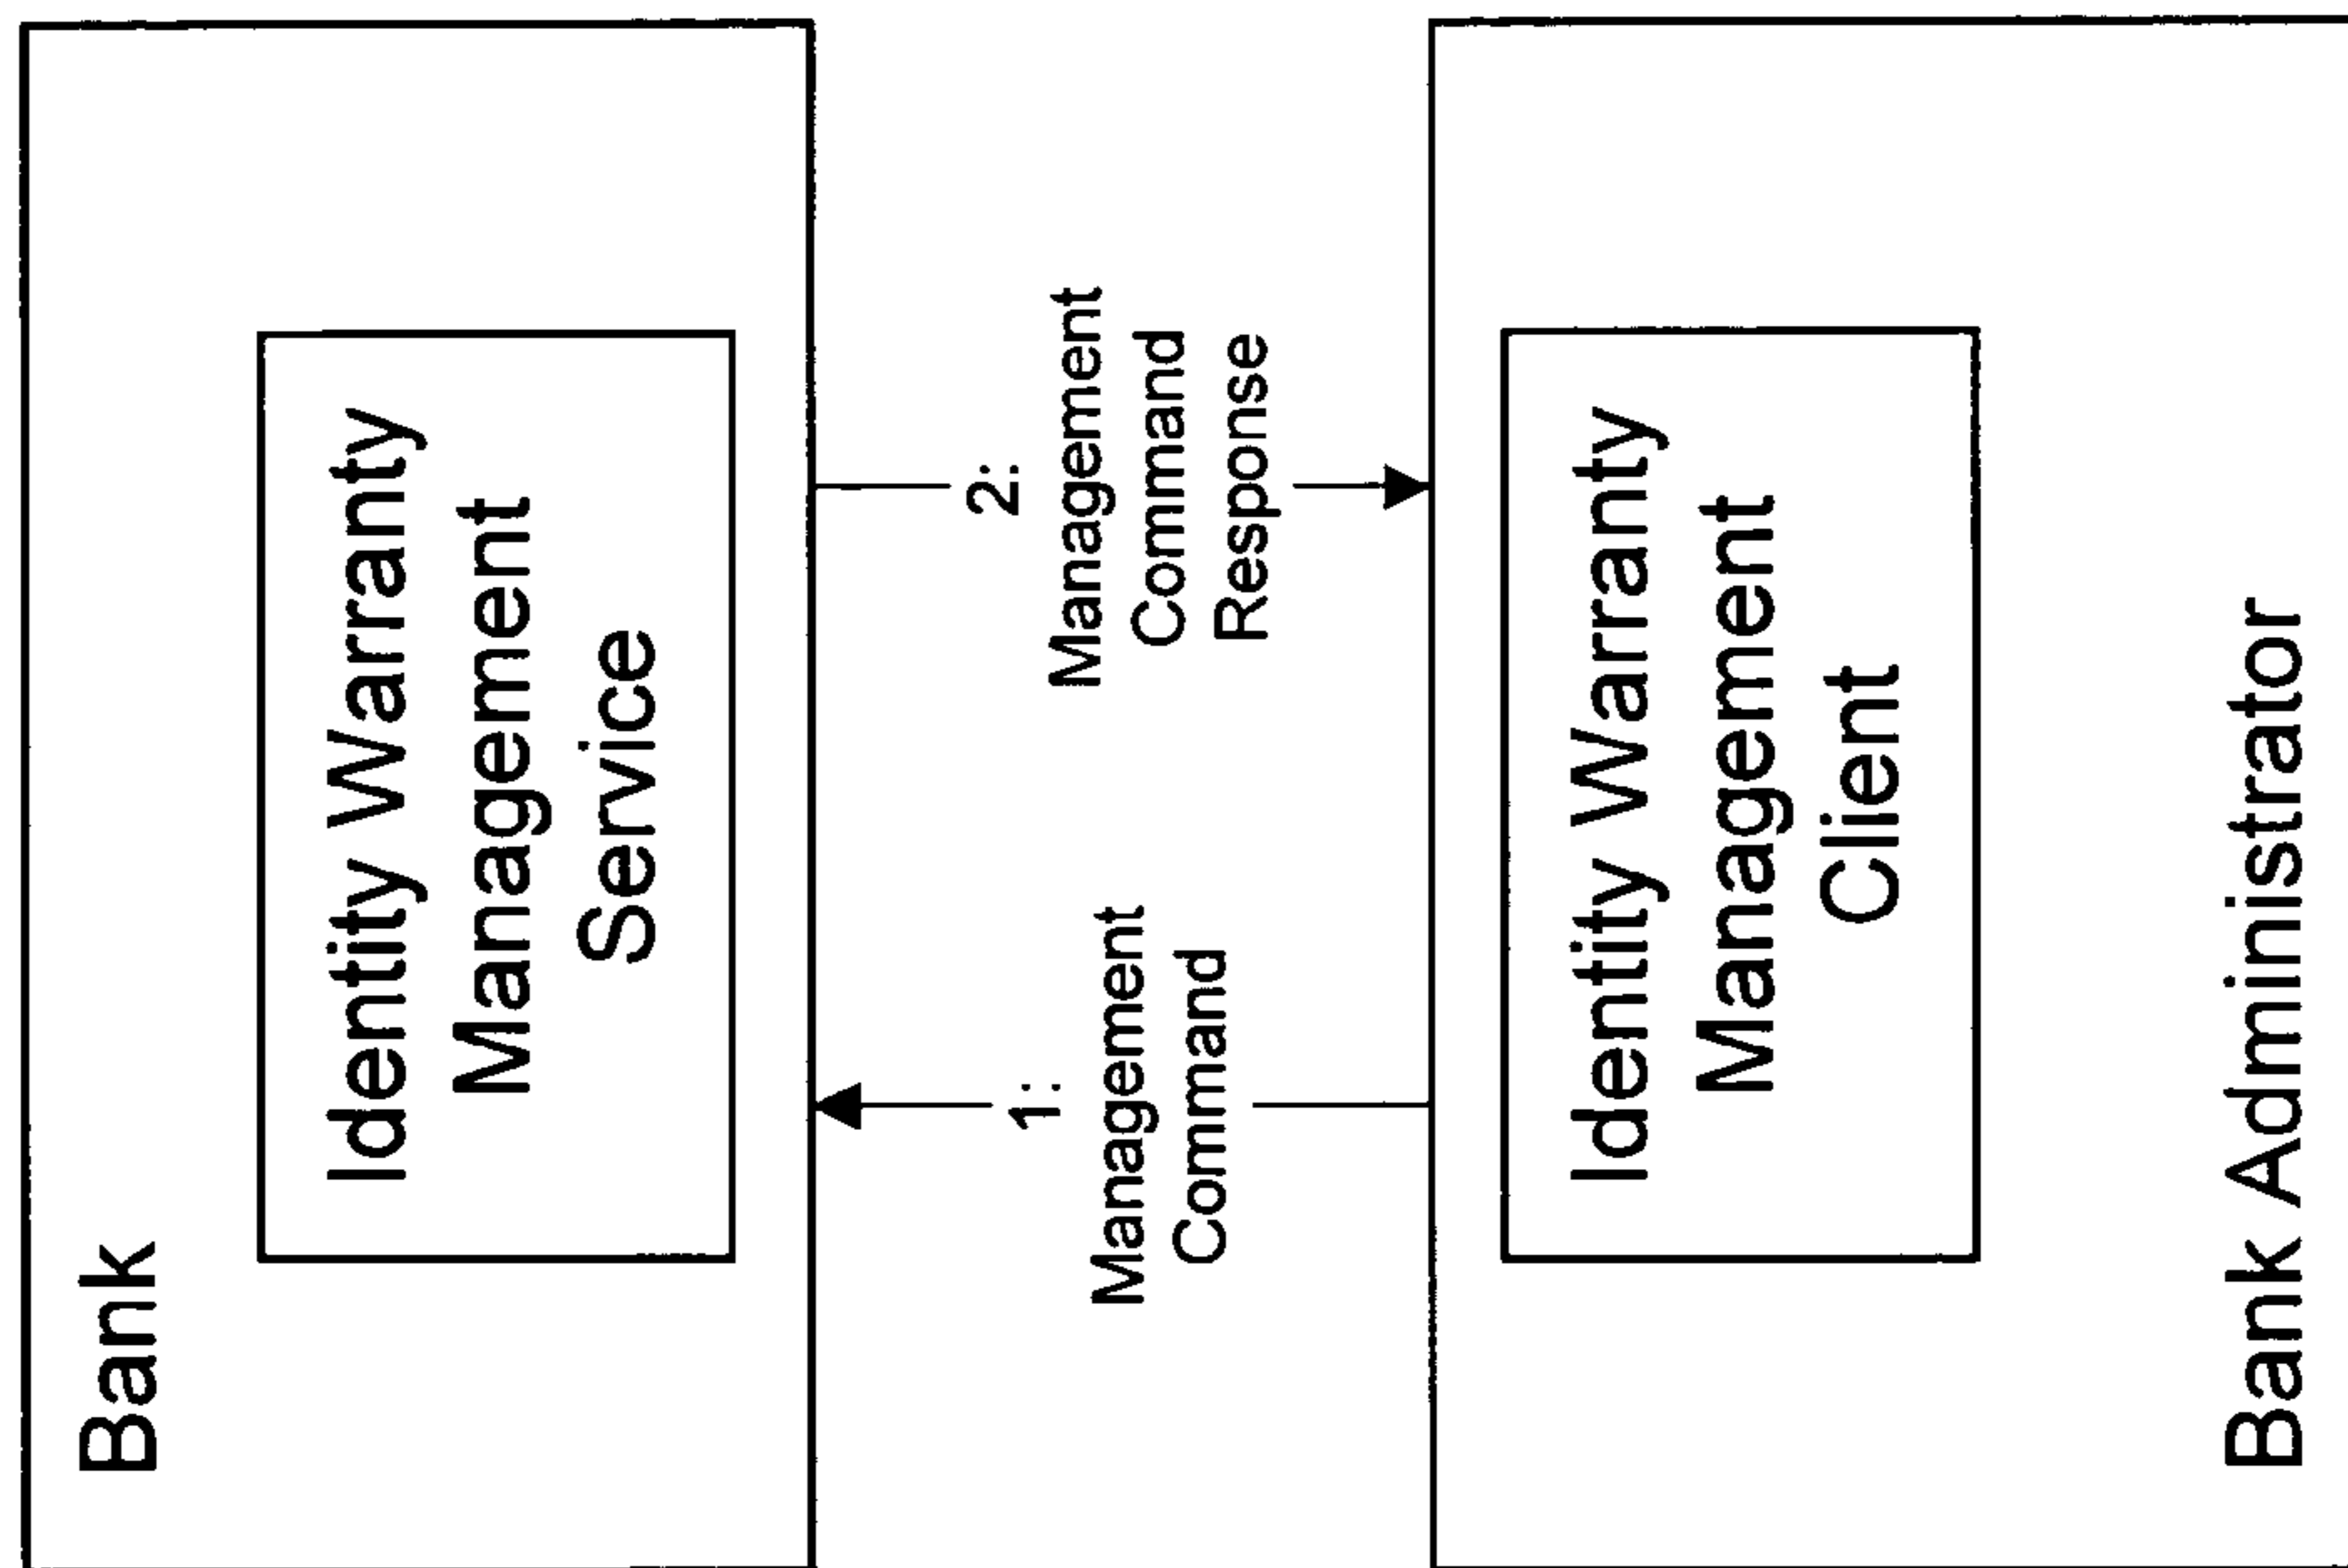 Bank
Identity Warranty
Management
Service
1:
Management
Command
2:
Management
Command
Response
Identity Warranty
Management
Client
Bank Administrator